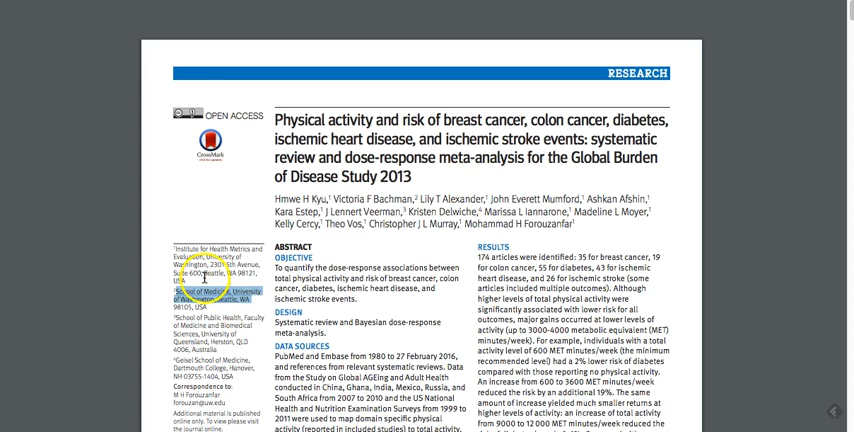 RESEARCH
OPEN ACCESS
CrossMark
Physical activity and risk of breast cancer, colon cancer, diabetes,
ischemic heart disease, and ischemic stroke events: systematic
review and dose-response meta-analysis for the Global Burden
of Disease Study 2013
Hmwe H Kyu,1 Victoria F Bachman,2 Lily T Alexander,1 John Everett Mumford,1 Ashkan Afshin,1
Kara Estep,1 J Lennert Veerman,3 Kristen Delwiche,4 Marissa L Iannarone,1 Madeline L Moyer,1
Kelly Cercy,1 Theo Vos,1 Christopher J L Murray,1 Mohammad H Forouzanfar1
1Institute for Health Metrics and
Evaluation, University of
Washington, 2301 5th Avenue,
Suite 600, Seattle, WA 98121,
USA
2School of Medicine, University
of Washington, Seattle, WA
98105, USA
3School of Public Health, Faculty
of Medicine and Biomedical
Sciences, University of
Queensland, Herston, QLD
4006, Australia
4Geisel School of Medicine,
Dartmouth College, Hanover,
NH 03755-1404, USA
Correspondence to:
M H Forouzanfar
forouzan@uw.edu
Additional material is published
online only. To view please visit
the journal online.
ABSTRACT
OBJECTIVE
To quantify the dose-response associations between
total physical activity and risk of breast cancer, colon
cancer, diabetes, ischemic heart disease, and
ischemic stroke events.
DESIGN
Systematic review and Bayesian dose-response
meta-analysis.
DATA SOURCES
PubMed and Embase from 1980 to 27 February 2016,
and references from relevant systematic reviews. Data
from the Study on Global AGEing and Adult Health
conducted in China, Ghana, India, Mexico, Russia, and
South Africa from 2007 to 2010 and the US National
Health and Nutrition Examination Surveys from 1999 to
2011 were used to map domain specific physical
activity (reported in included studies) to total activity.
RESULTS
174 articles were identified: 35 for breast cancer, 19
for colon cancer, 55 for diabetes, 43 for ischemic
heart disease, and 26 for ischemic stroke (some
articles included multiple outcomes). Although
higher levels of total physical activity were
significantly associated with lower risk for all
outcomes, major gains occurred at lower levels of
activity (up to 3000-4000 metabolic equivalent (MET)
minutes/week). For example, individuals with a total
activity level of 600 MET minutes/week (the minimum
recommended level) had a 2% lower risk of diabetes
compared with those reporting no physical activity.
An increase from 600 to 3600 MET minutes/week
reduced the risk by an additional 19%. The same
amount of increase yielded much smaller returns at
higher levels of activity: an increase of total activity
from 9000 to 12 000 MET minutes/week reduced the